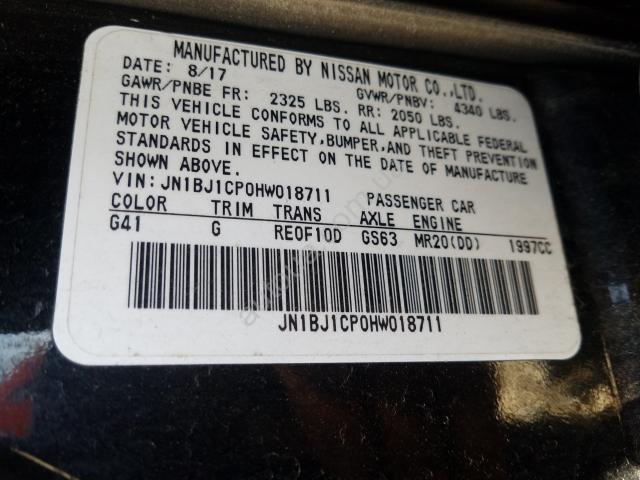 MANUFACTURED BY NISSAN MOTOR CO.,LTD.
DATE: 8/17 GVWR/PNBV: 4340 LBS.
GAWR/PNBE FR: 2325 LBS. RR: 2050 LBS.
THIS VEHICLE CONFORMS TO ALL APPLICABLE FEDERAL
MOTOR VEHICLE SAFETY,BUMPER,AND THEFT PREVENTION
STANDARDS IN EFFECT ON THE DATE OF MANUFACTURE
SHOWN ABOVE.
VIN:JN1BJ1CP0HW018711 PASSENGER CAR
COLOR TRIM TRANS AXLE ENGINE
G41 G RE0F10D GS63 MR20(DD) 1997CC
JN1BJ1CP0HW018711